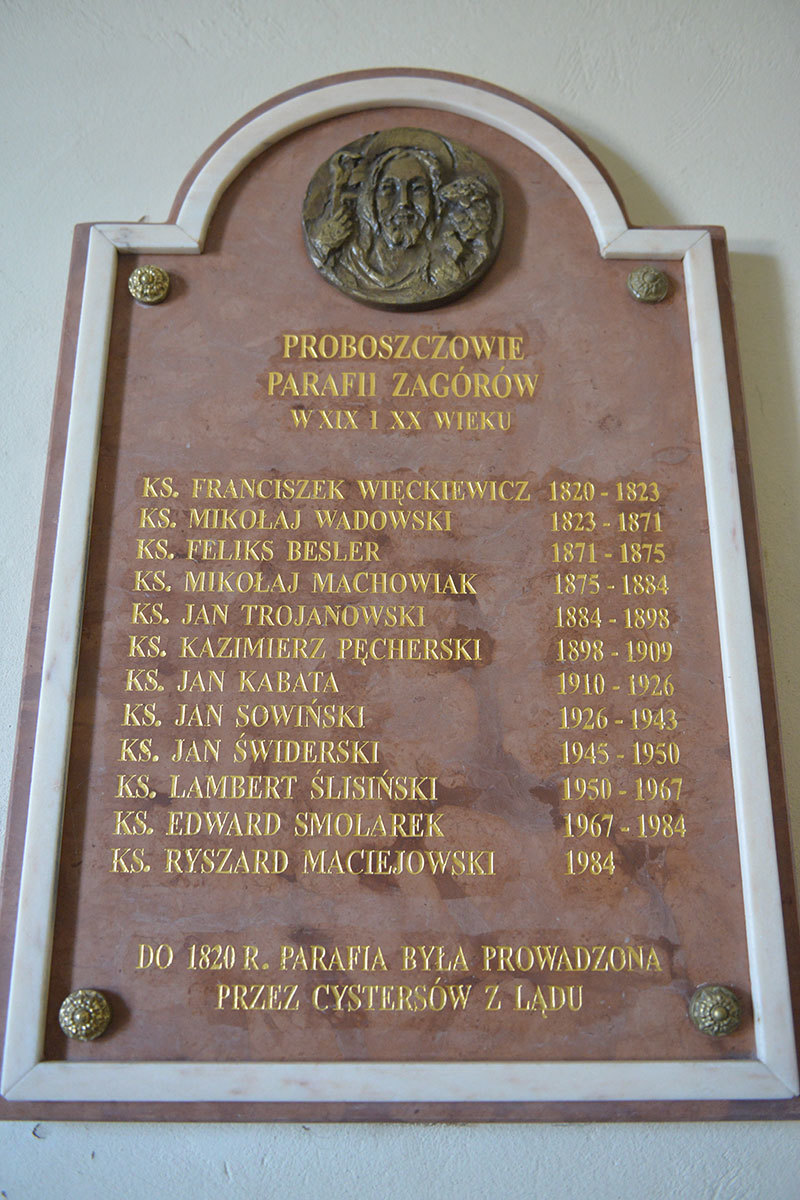 PROBOSZCZOWIE
PARAFII ZAGÓRÓW
W XIX I XX WIEKU
KS. FRANCISZEK WIĘCKIEWICZ 1820 - 1823
KS. MIKOŁAJ WADOWSKI 1823 - 1871
KS. FELIKS BESLER 1871 - 1875
KS. MIKOŁAJ MACHOWIAK 1875 - 1884
KS. JAN TROJANOWSKI 1884 - 1898
KS. KAZIMIERZ PĘCHERSKI 1898 - 1909
KS. JAN KABATA 1910 - 1926
KS. JAN SOWIŃSKI 1926 - 1943
KS. JAN ŚWIDERSKI 1945 - 1950
KS. LAMBERT ŚLISIŃSKI 1950 - 1967
KS. EDWARD SMOLAREK 1967 - 1984
KS. RYSZARD MACIEJOWSKI 1984
DO 1820 R. PARAFIA BYŁA PROWADZONA
PRZEZ CYSTERSÓW Z LĄDU